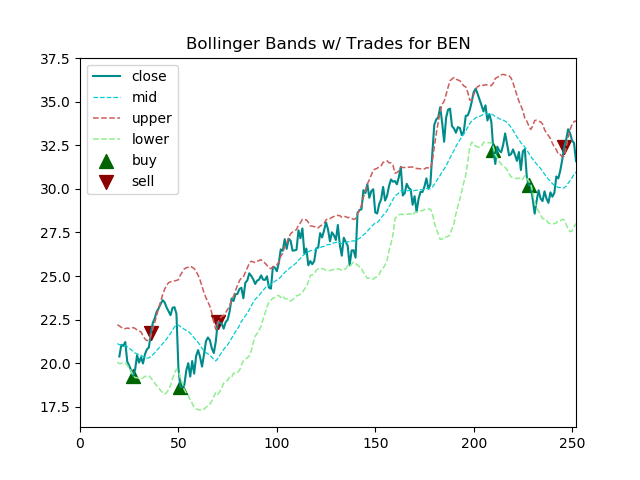 Bollinger Bands w/ Trades for BEN
37.5
35.0
32.5
30.0
27.5
25.0
22.5
20.0
17.5
close
mid
upper
lower
buy
sell
0 50 100 150 200 250